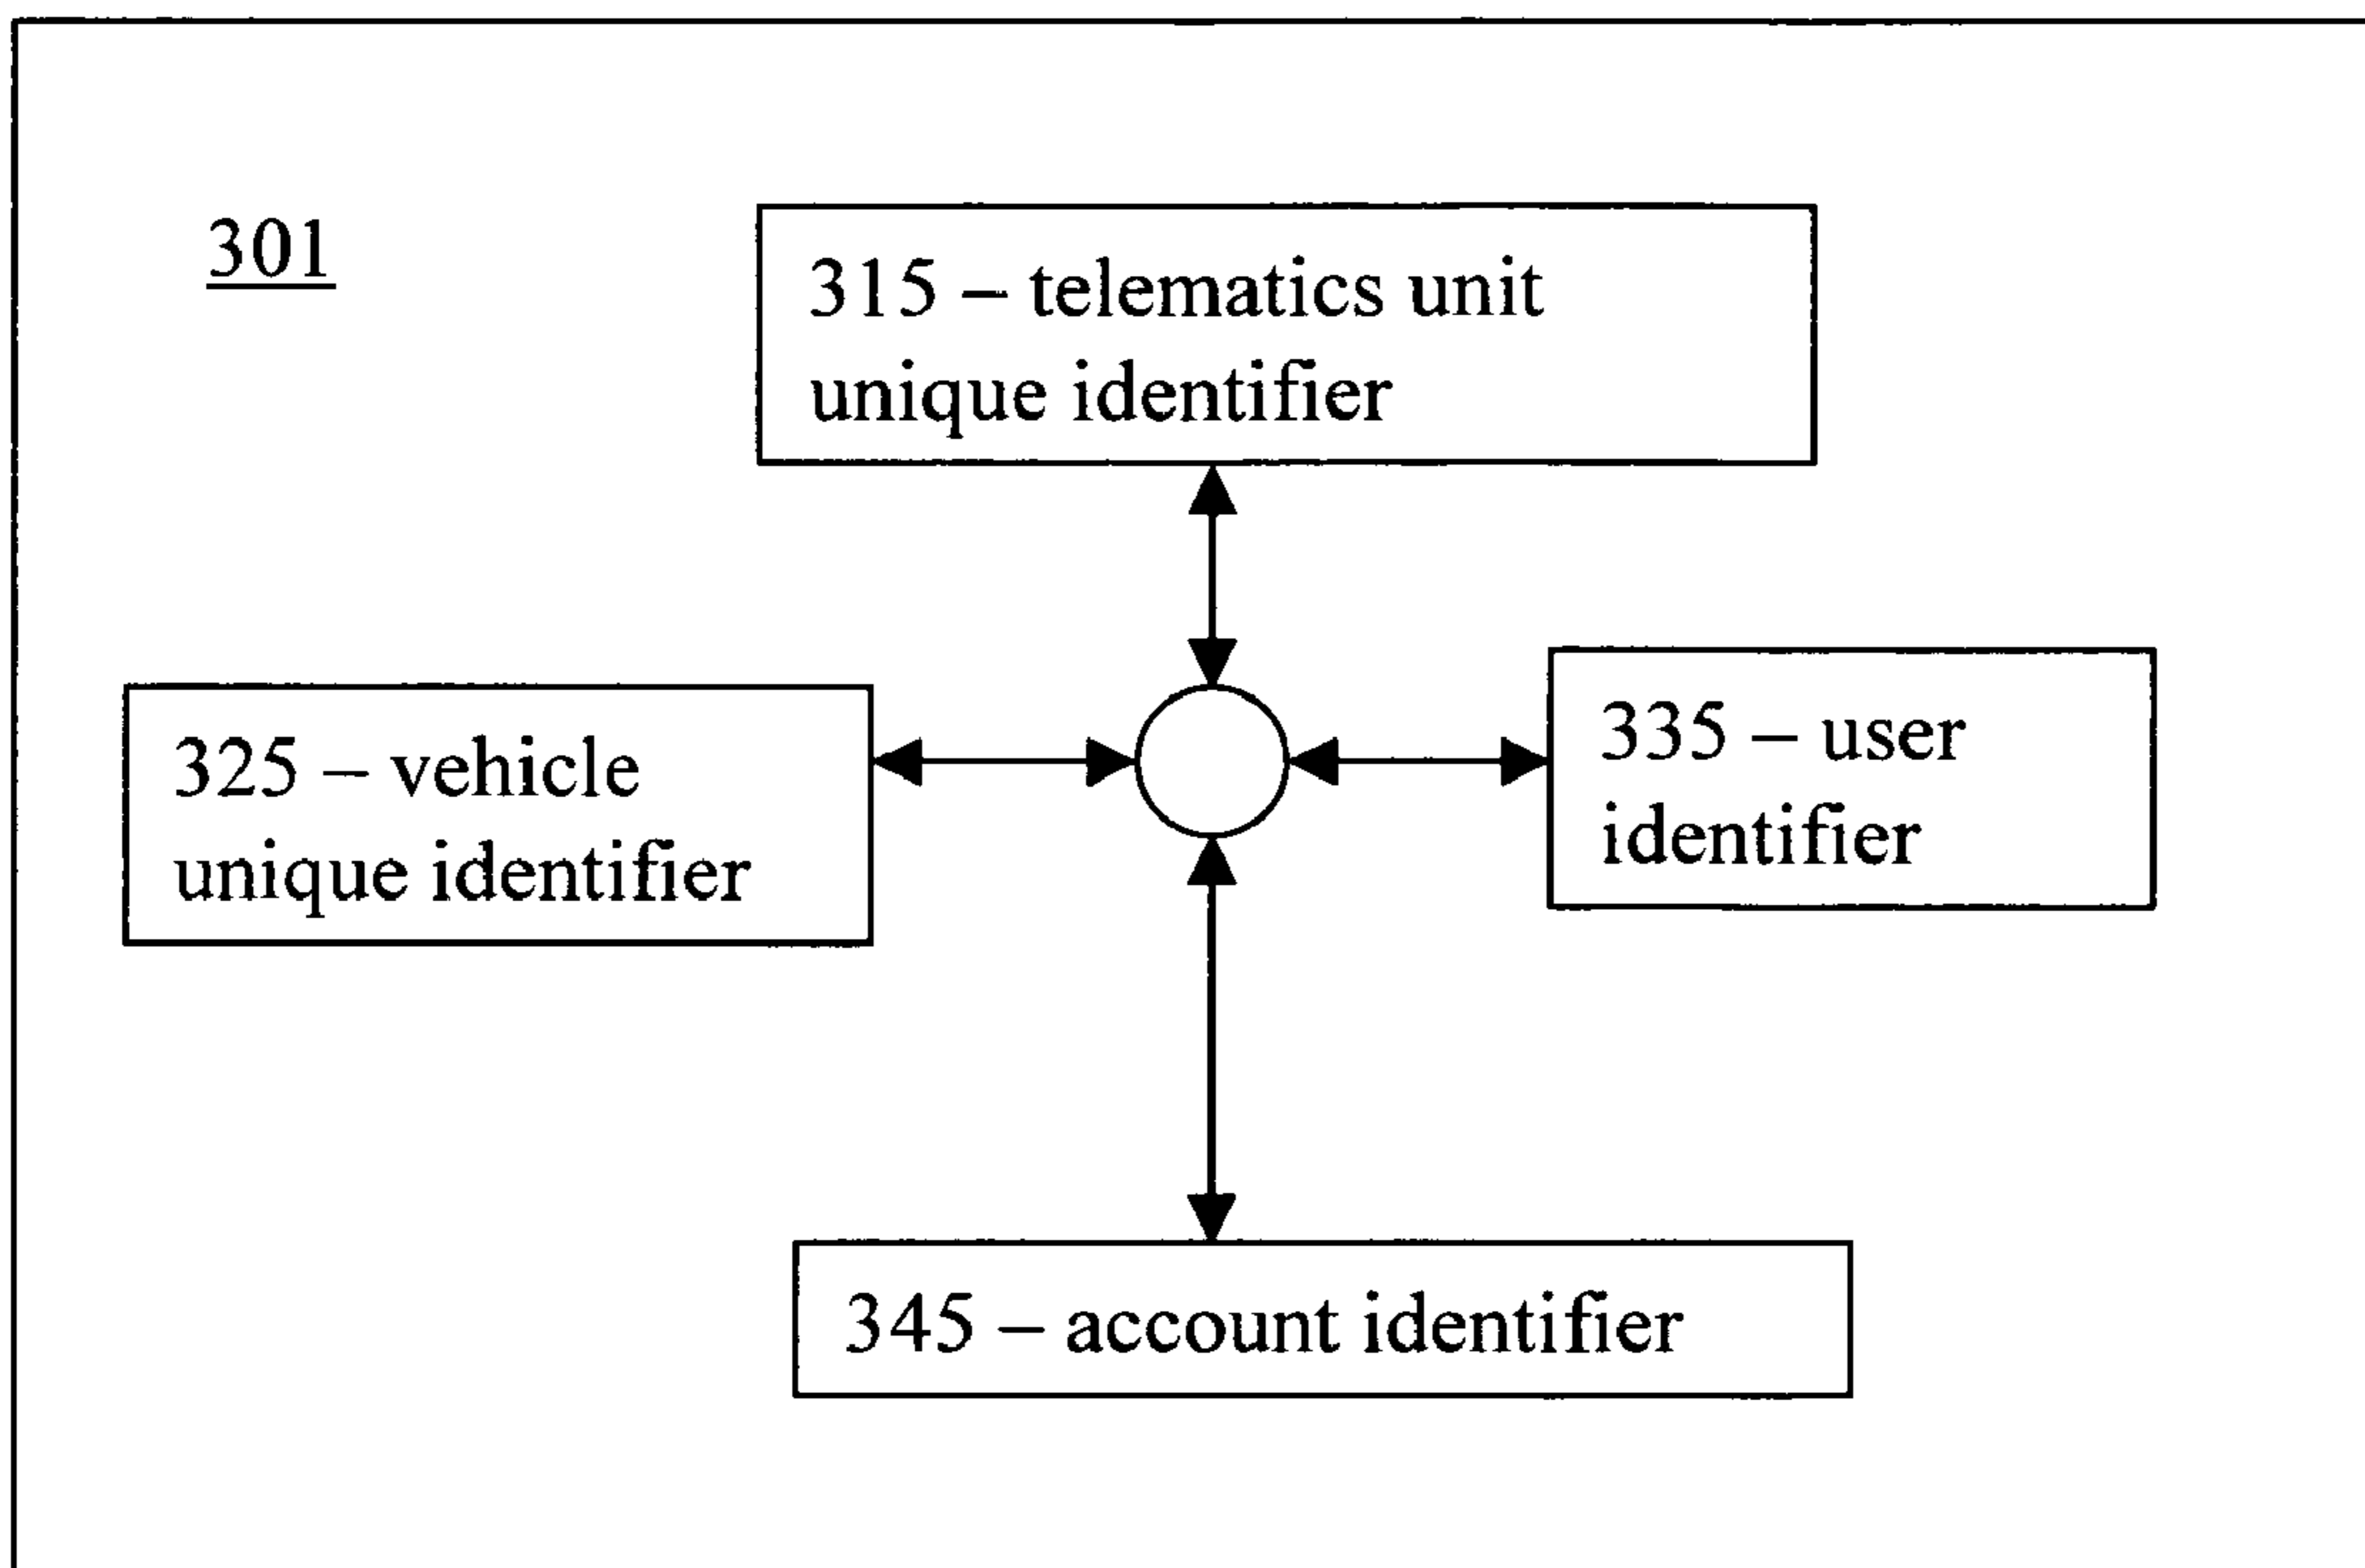 301
315 – telematics unit
unique identifier
325 – vehicle
unique identifier
335 – user
identifier
345 – account identifier